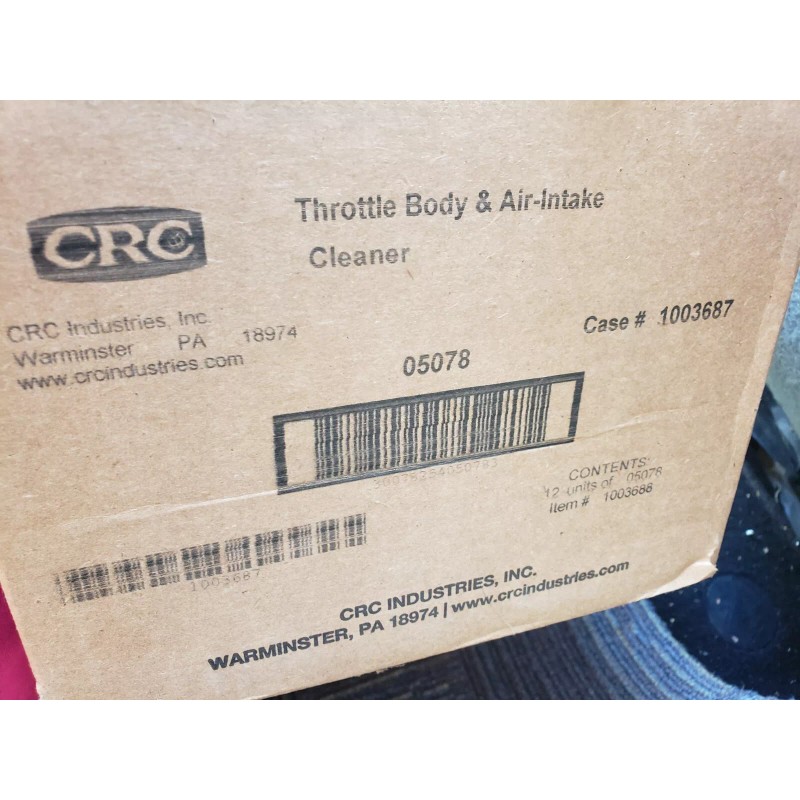 CRC
Throttle Body & Air-Intake
Cleaner
CRC Industries, Inc.
Warminster PA 18974
www.crcindustries.com
Case # 1003687
05078
30078254050783
CONTENTS:
12-units of 05078
Item # 1003688
1003687
CRC INDUSTRIES, INC.
WARMINSTER, PA 18974 | www.crcindustries.com